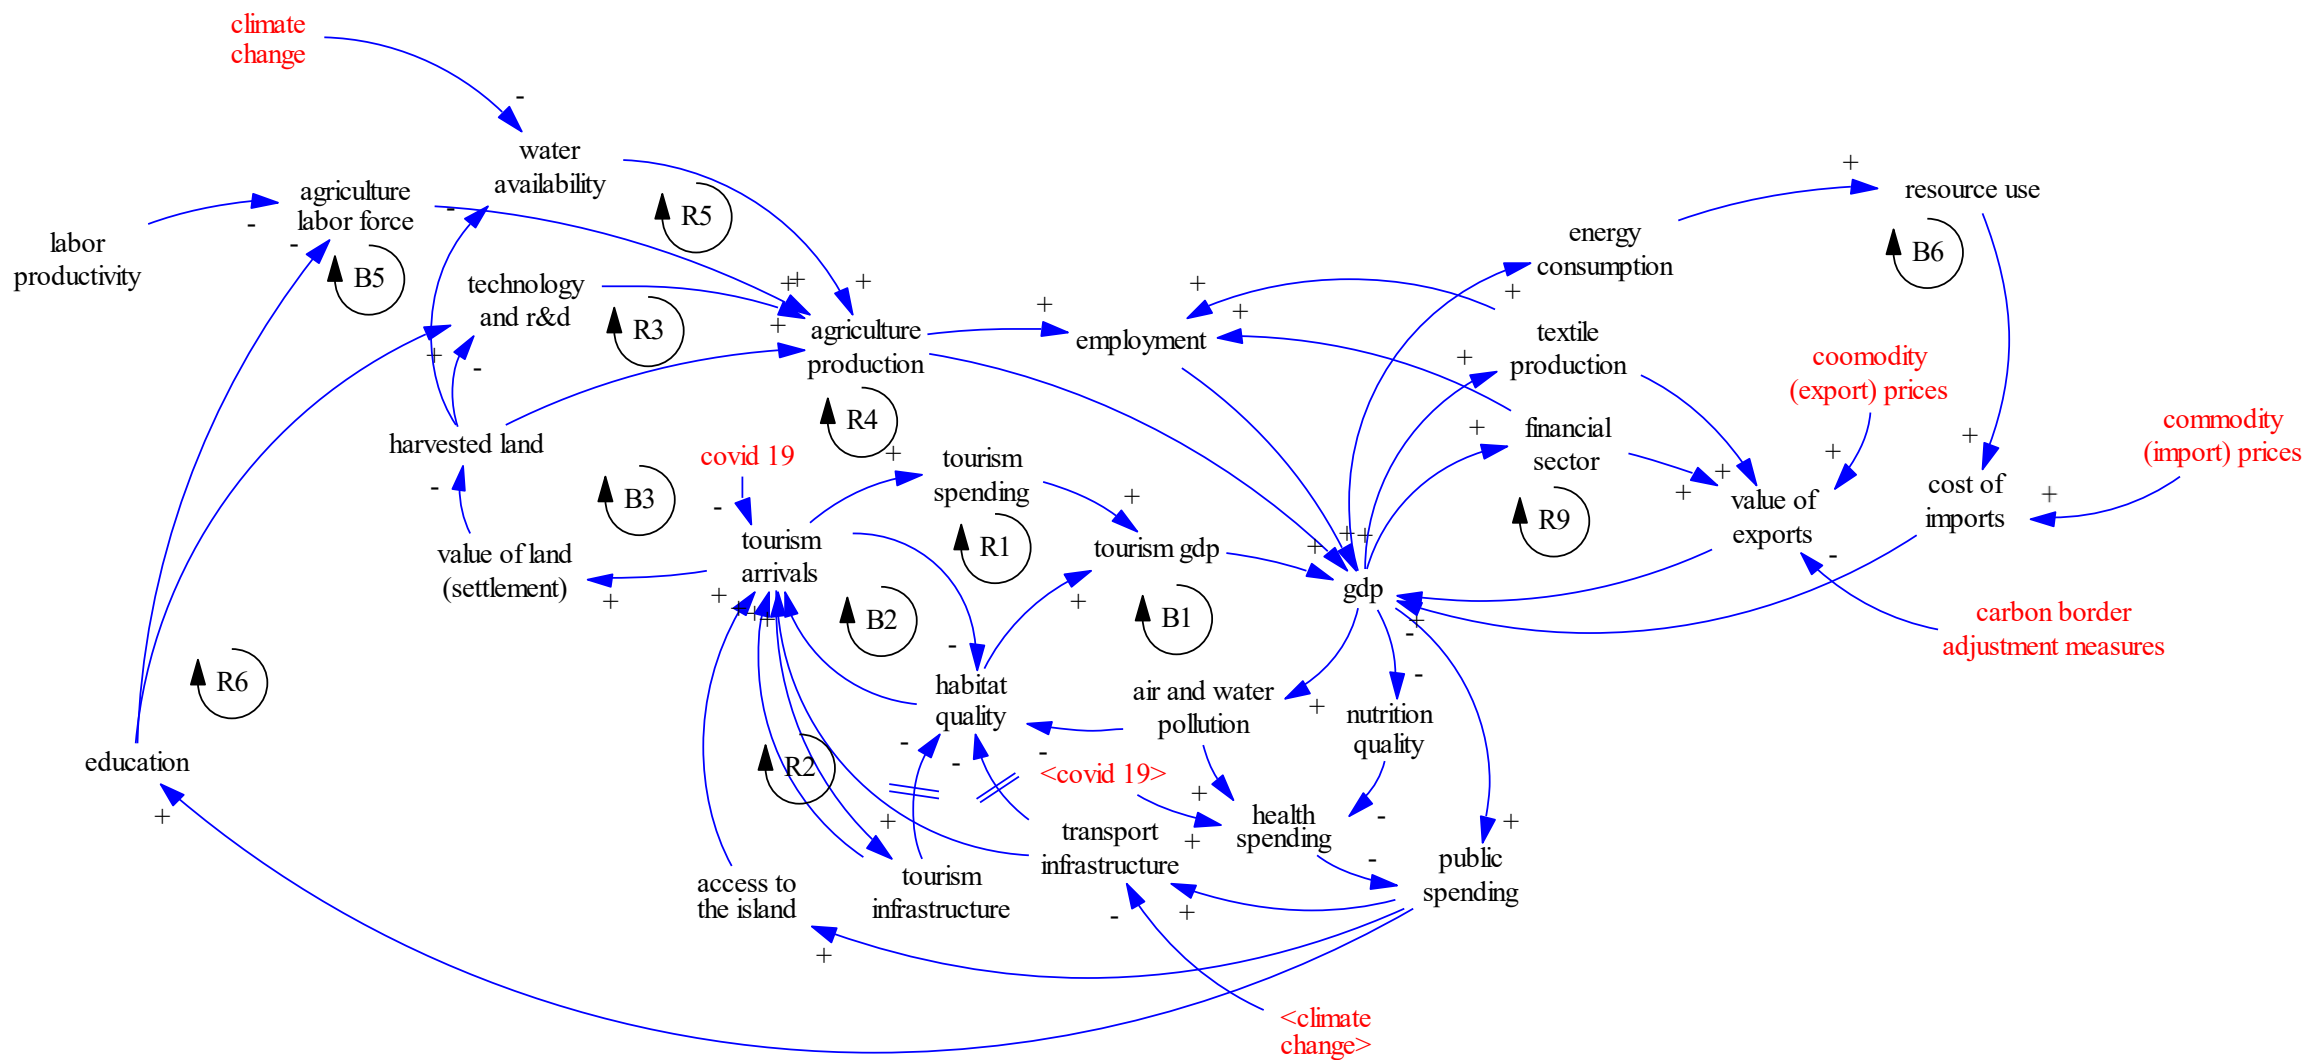 climate
change
water
availability
agriculture
labor force
labor
productivity
technology
and r&d
R5
B5
R3
agriculture
production
employment
energy
consumption
resource use
B6
textile
production
coomodity
(export) prices
commodity
(import) prices
financial
sector
R4
harvested land
covid 19
tourism
spending
B3
R1
R9
value of
exports
cost of
imports
value of land
(settlement)
tourism
arrivals
tourism gdp
gdp
B2
B1
carbon border
adjustment measures
R6
habitat
quality
air and water
pollution
nutrition
quality
education
R2
<covid 19>
health
spending
transport
infrastructure
public
spending
access to
the island
tourism
infrastructure
<climate
change>